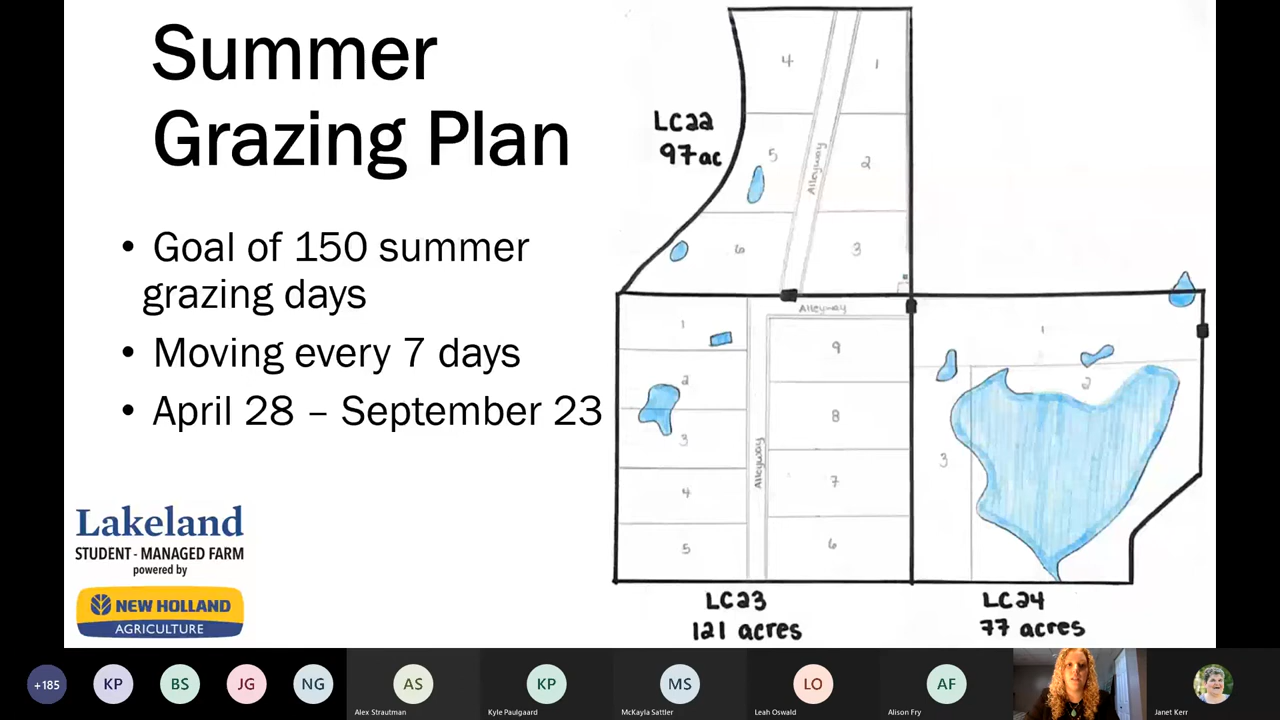 Summer
Grazing Plan
• Goal of 150 summer
grazing days
• Moving every 7 days
• April 28 – September 23
Lakeland
STUDENT - MANAGED FARM
powered by
NEW HOLLAND
AGRICULTURE
LC22
97ac
4
1
5
2
Alleyway
6
3
Alleyway
1
2
3
4
5
Alleyway
9
8
7
6
1
2
3
LC23
121 acres
LC24
77 acres
+185
KP
BS
JG
NG
AS
Alex Strautman
KP
Kyle Paulgaard
MS
McKayla Sattler
LO
Leah Oswald
AF
Alison Fry
Janet Kerr